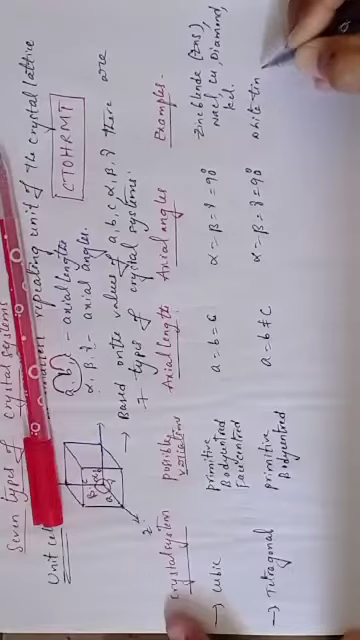 Seven types of Crystal systems
Unit cell repeating unit of the crystal lattice
a, b, c - axial lengths
α, β, γ - axial angles.
CTOHRMT
→ Based on the values of a, b, c α, β, γ there are
7 types of crystal systems.
Crystal system possible variations Axial lengths Axial angles Examples.
→ cubic primitive Bodycentred Facecentred a = b = c α = β = γ = 90° Zinc blende (ZnS), NaCl, Cu, Diamond, KCl.
→ Tetragonal primitive Bodycentred a = b ≠ c α = β = γ = 90° White tin